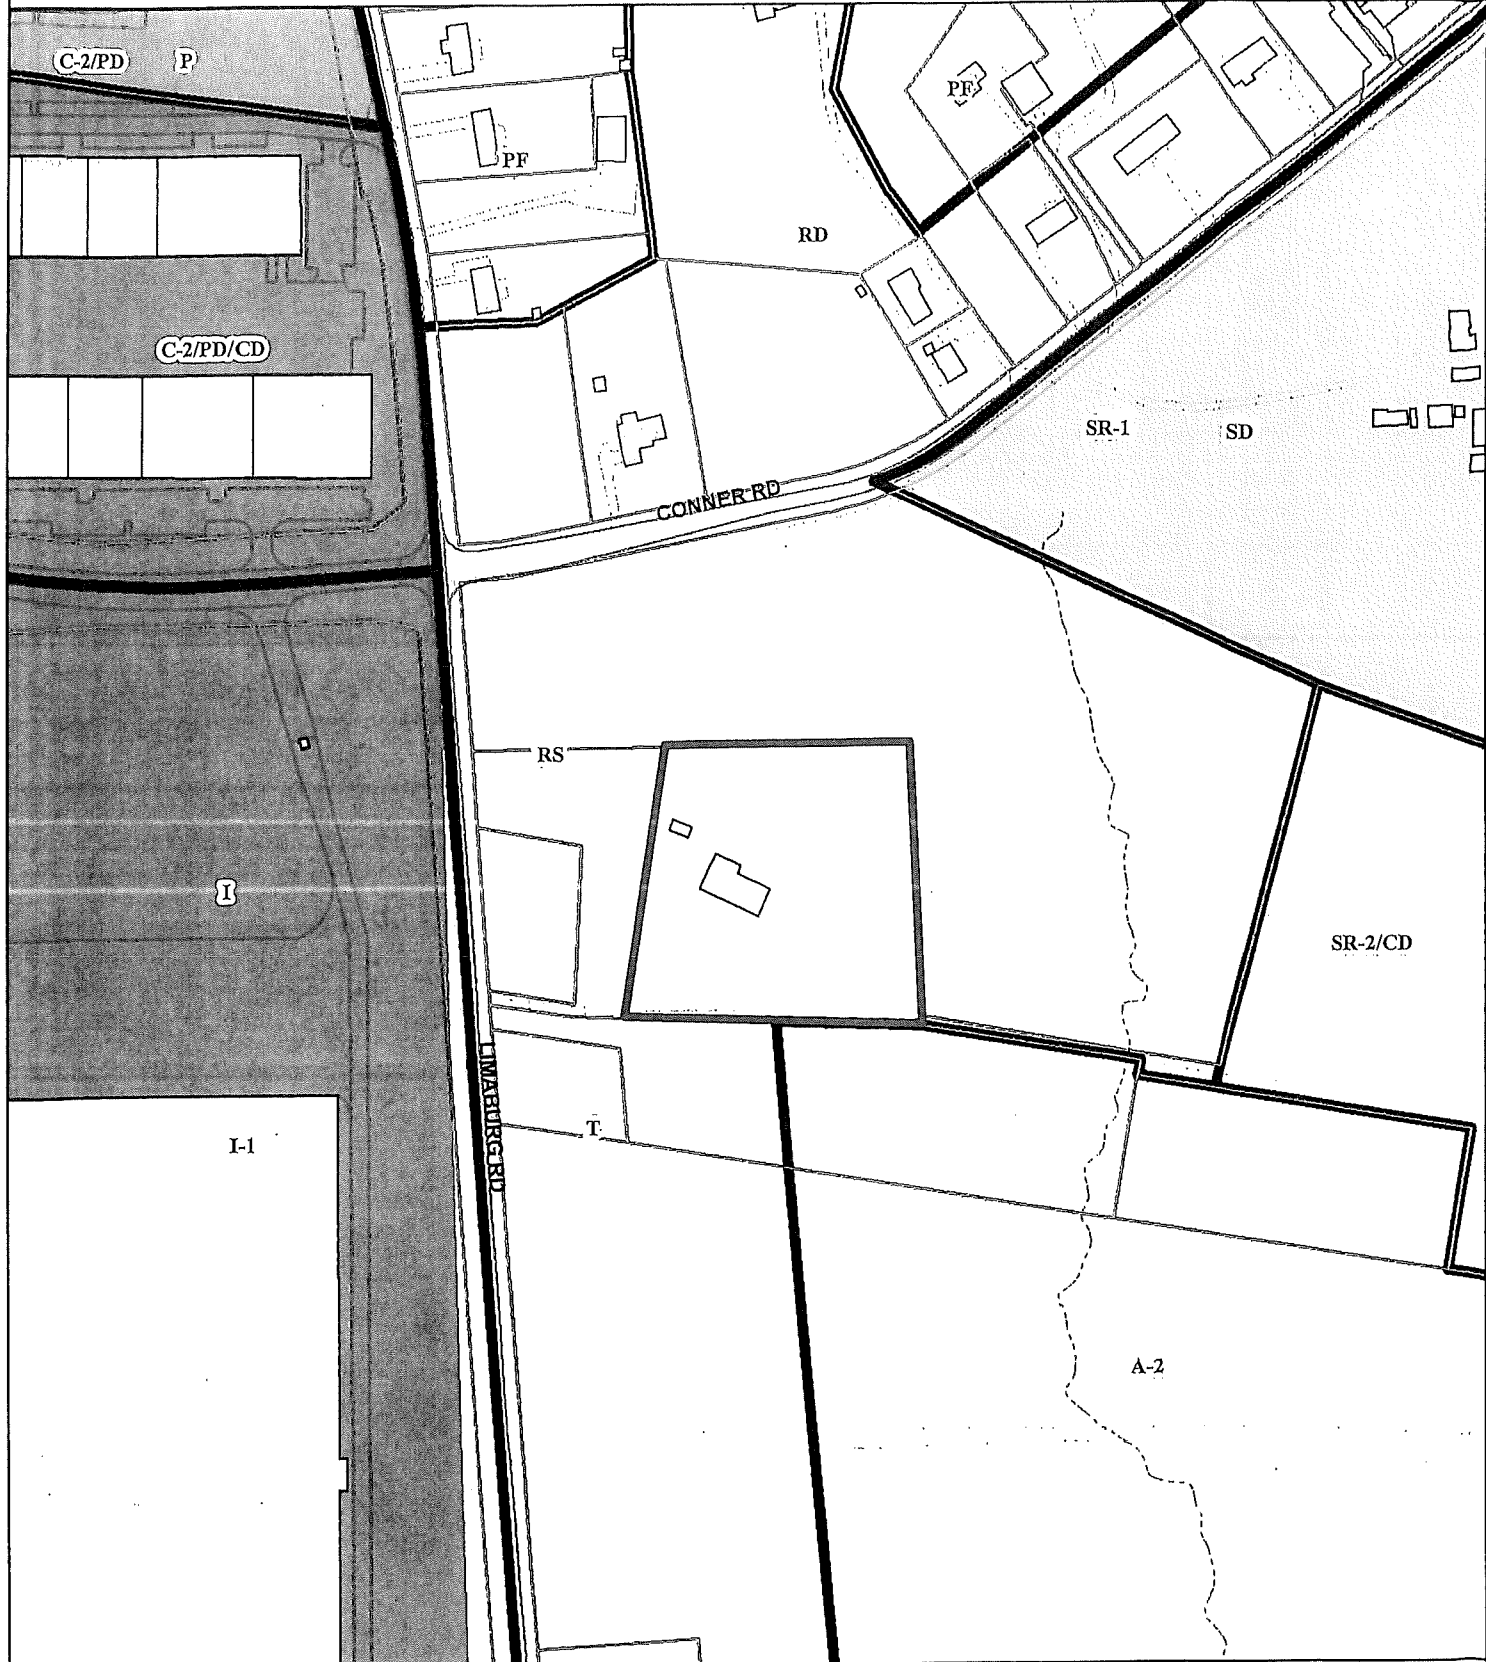 C-2/PD P
PF
PF
RD
C-2/PD/CD
SR-1 SD
CONNER RD
RS
I
SR-2/CD
LIMABURG RD
T
I-1
A-2